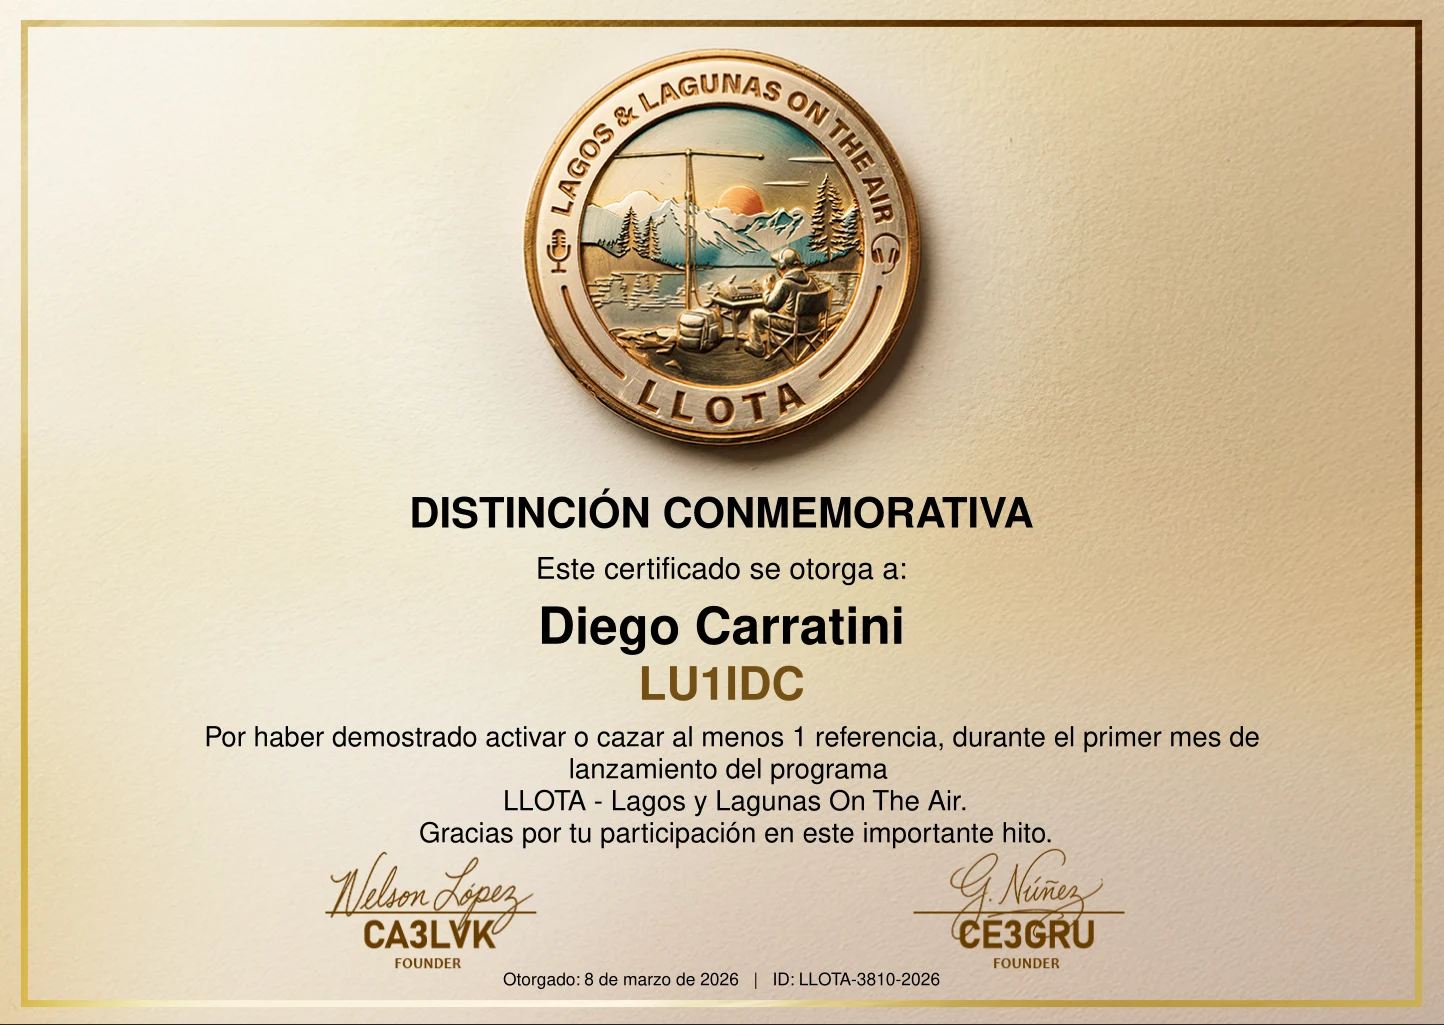 LAGOS & LAGUNAS ON THE AIR
LLOTA
DISTINCIÓN CONMEMORATIVA
Este certificado se otorga a:
Diego Carratini
LU1IDC
Por haber demostrado activar o cazar al menos 1 referencia, durante el primer mes de
lanzamiento del programa
LLOTA - Lagos y Lagunas On The Air.
Gracias por tu participación en este importante hito.
Nelson López
CA3LVK
FOUNDER
G. Núñez
CE3GRU
FOUNDER
Otorgado: 8 de marzo de 2026 | ID: LLOTA-3810-2026